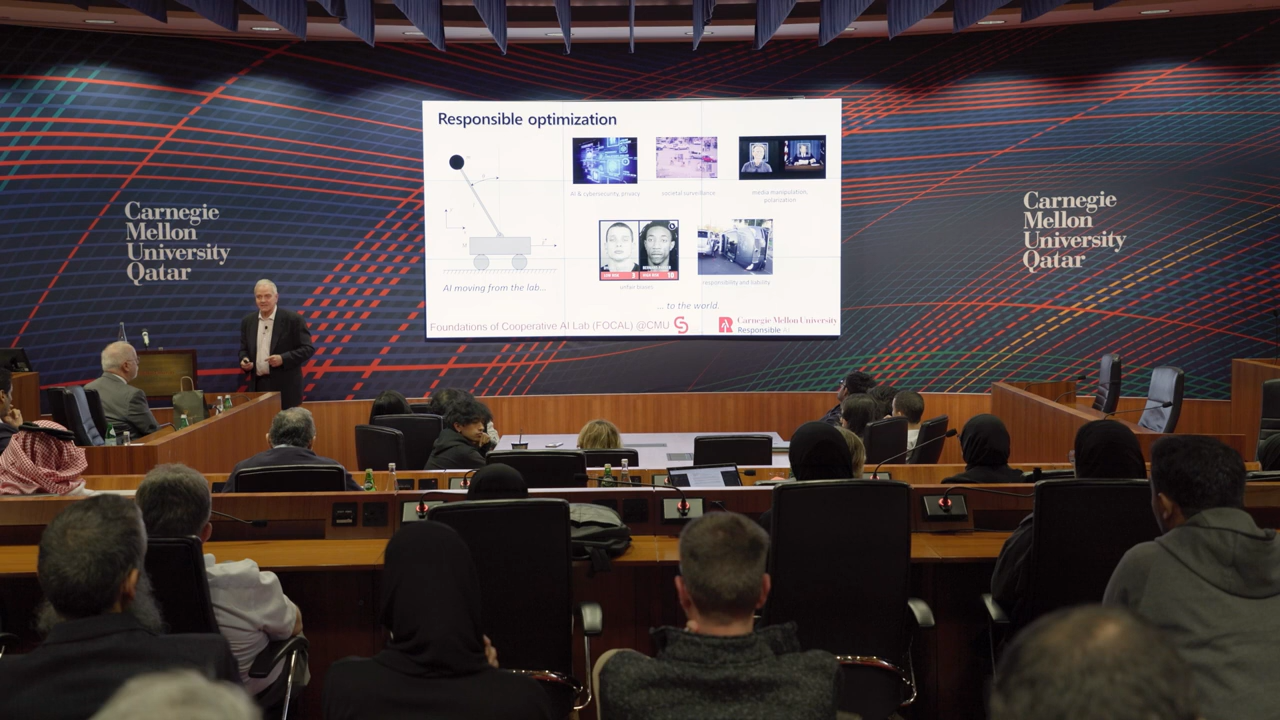 Responsible optimization
AI & cybersecurity, privacy
societal surveillance
media manipulation,
polarization
unfair biases
responsibility and liability
AI moving from the lab...
... to the world.
Foundations of Cooperative AI Lab (FOCAL) @CMU
Carnegie Mellon University
Responsible AI
Carnegie
Mellon
University
Qatar
Carnegie
Mellon
University
Qatar